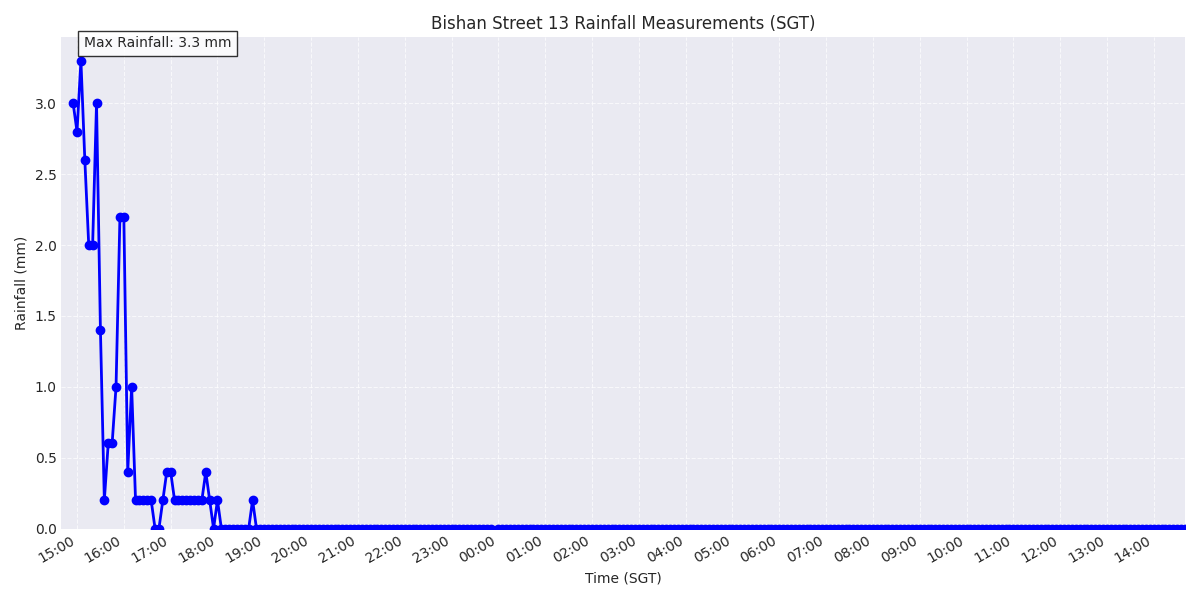 Bishan Street 13 Rainfall Measurements (SGT)
Max Rainfall: 3.3 mm
3.0
2.5
2.0
1.5
1.0
0.5
0.0
Rainfall (mm)
15:00 16:00 17:00 18:00 19:00 20:00 21:00 22:00 23:00 00:00 01:00 02:00 03:00 04:00 05:00 06:00 07:00 08:00 09:00 10:00 11:00 12:00 13:00 14:00
Time (SGT)